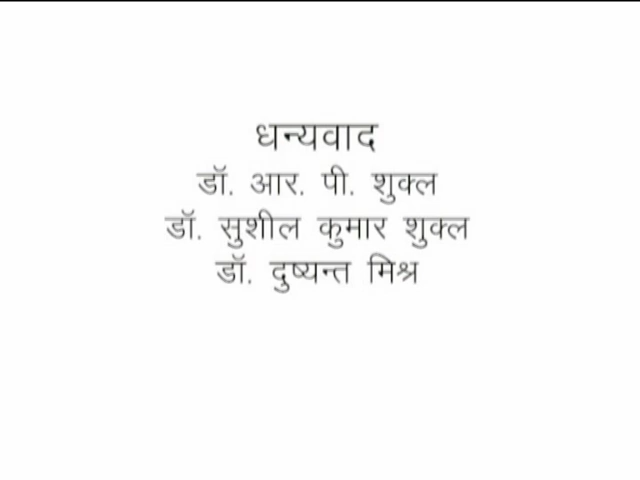 धन्यवाद
डॉ. आर. पी. शुक्ल
डॉ. सुशील कुमार शुक्ल
डॉ. दुष्यन्त मिश्र